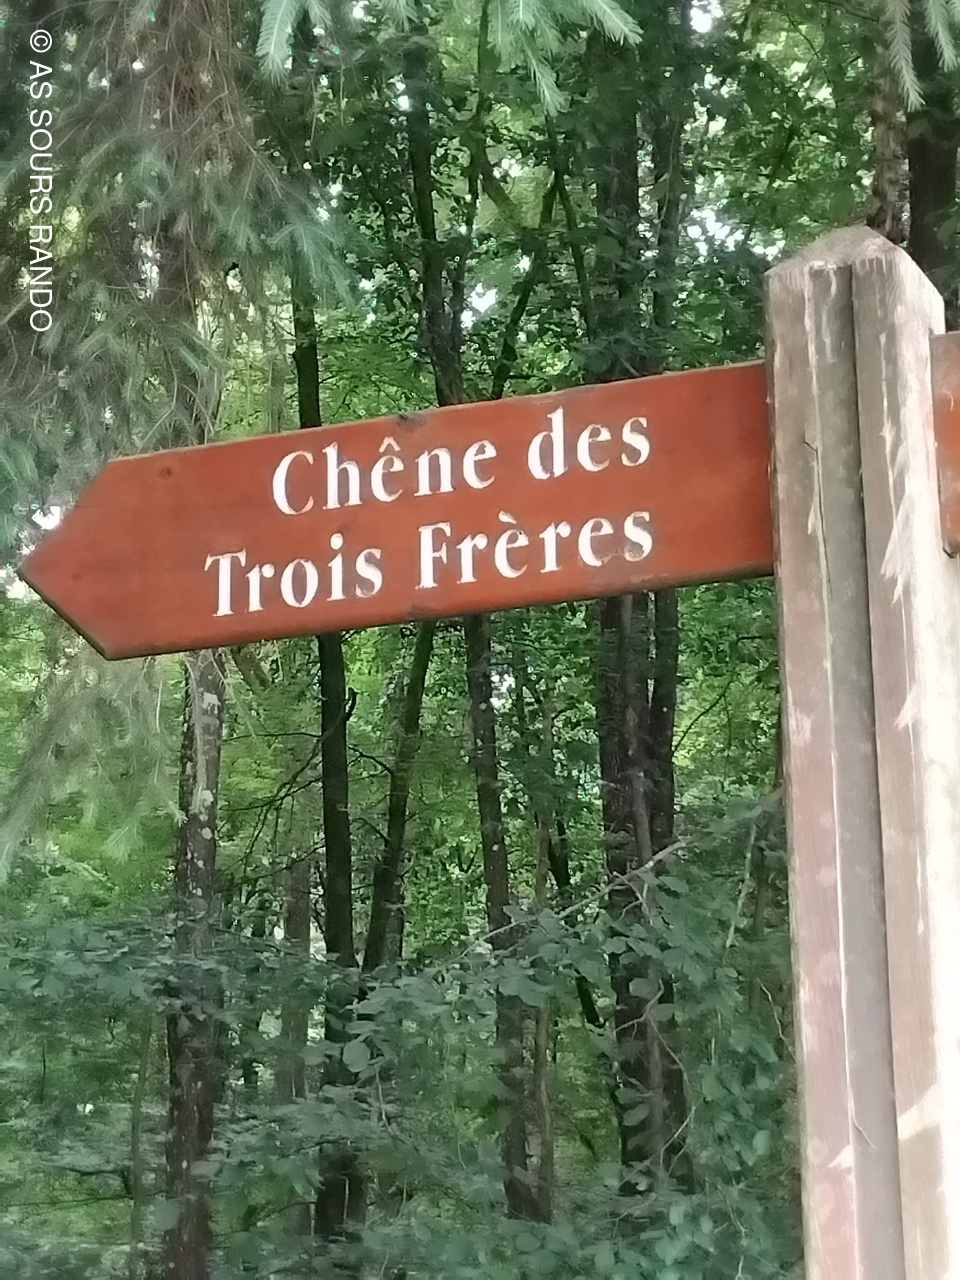 © AS SOURS RANDO
Chêne des
Trois Frères